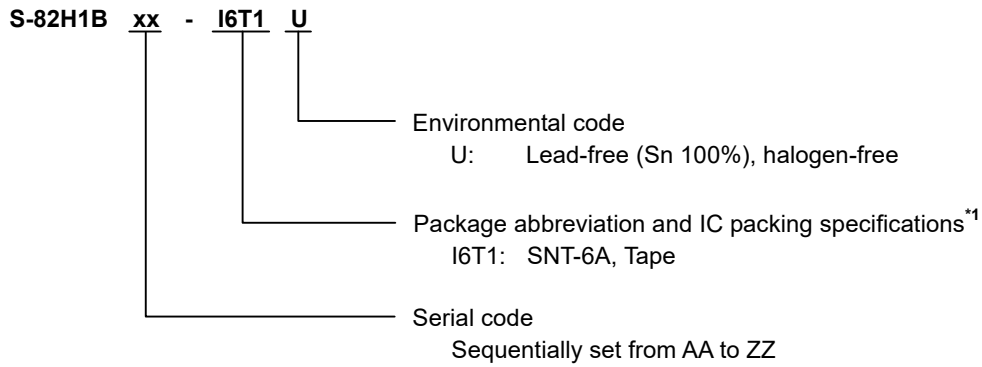 S-82H1B xx - I6T1 U
Environmental code
U: Lead-free (Sn 100%), halogen-free
Package abbreviation and IC packing specifications*1
I6T1: SNT-6A, Tape
Serial code
Sequentially set from AA to ZZ